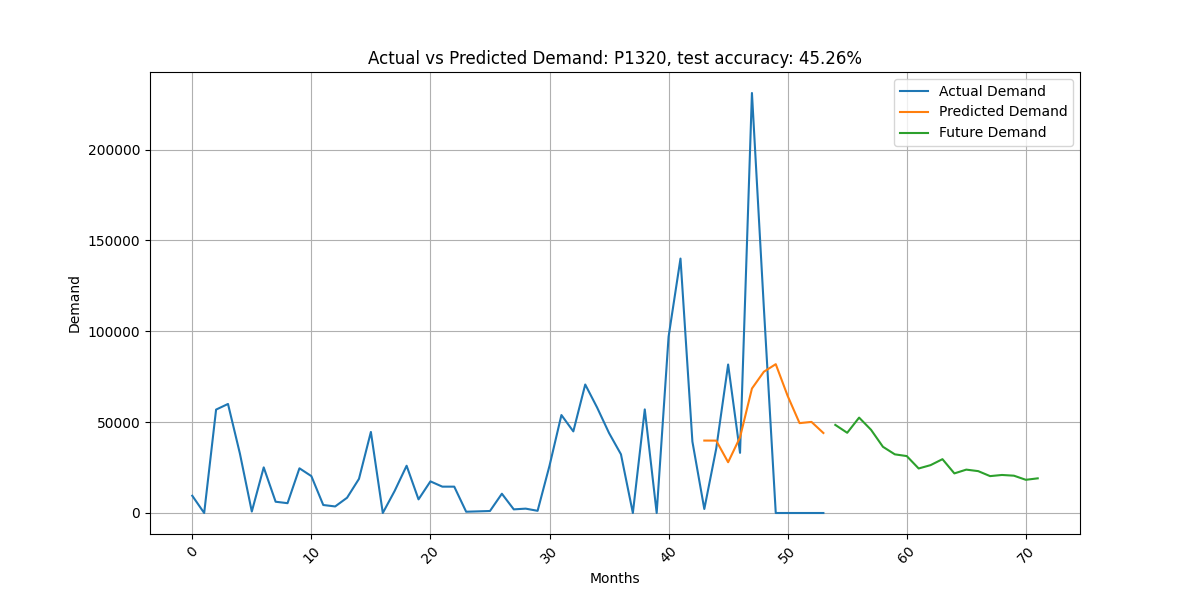 Actual vs Predicted Demand: P1320, test accuracy: 45.26%
Actual Demand
Predicted Demand
Future Demand
200000
150000
100000
50000
0
Demand
0
10
20
30
40
50
60
70
Months